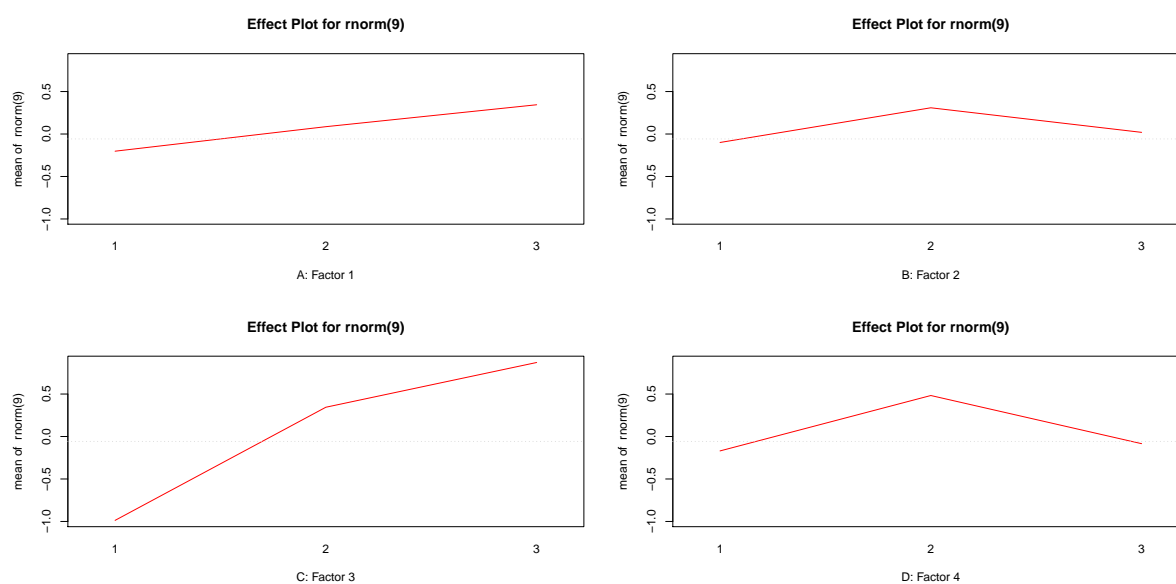 Effect Plot for rnorm(9)
mean of rnorm(9)
0.5
0.0
−0.5
−1.0
1 2 3
A: Factor 1
Effect Plot for rnorm(9)
mean of rnorm(9)
0.5
0.0
−0.5
−1.0
1 2 3
B: Factor 2
Effect Plot for rnorm(9)
mean of rnorm(9)
0.5
0.0
−0.5
−1.0
1 2 3
C: Factor 3
Effect Plot for rnorm(9)
mean of rnorm(9)
0.5
0.0
−0.5
−1.0
1 2 3
D: Factor 4